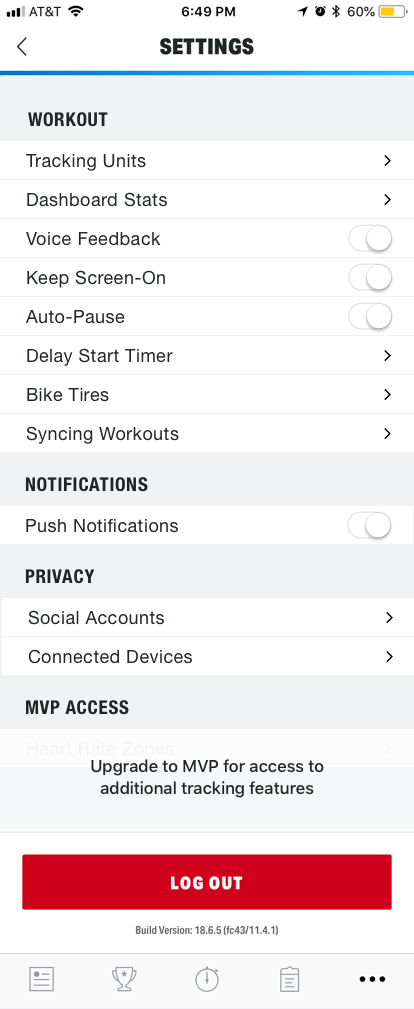 AT&T 6:49 PM 60%
SETTINGS
WORKOUT
Tracking Units
Dashboard Stats
Voice Feedback
Keep Screen-On
Auto-Pause
Delay Start Timer
Bike Tires
Syncing Workouts
NOTIFICATIONS
Push Notifications
PRIVACY
Social Accounts
Connected Devices
MVP ACCESS
Heart Rate Zones
Upgrade to MVP for access to
additional tracking features
LOG OUT
Build Version: 18.6.5 (fc43/11.4.1)